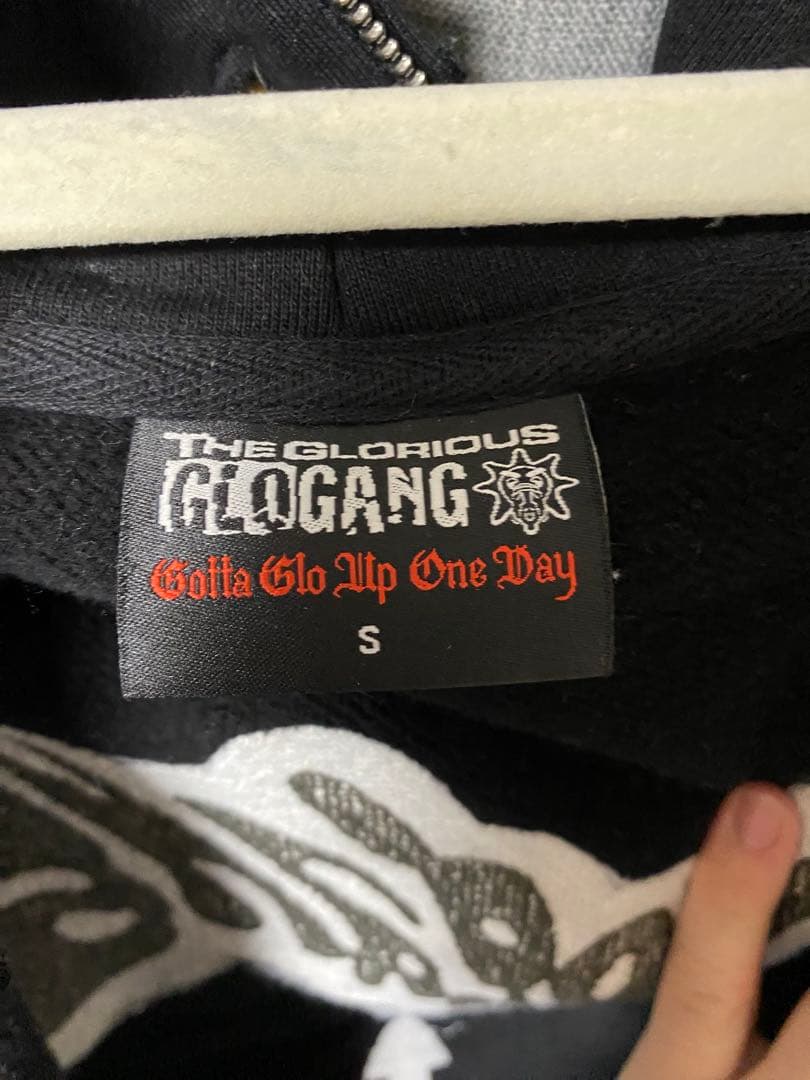 THE GLORIOUS
GLOGANG
Gotta Glo Up One Day
S